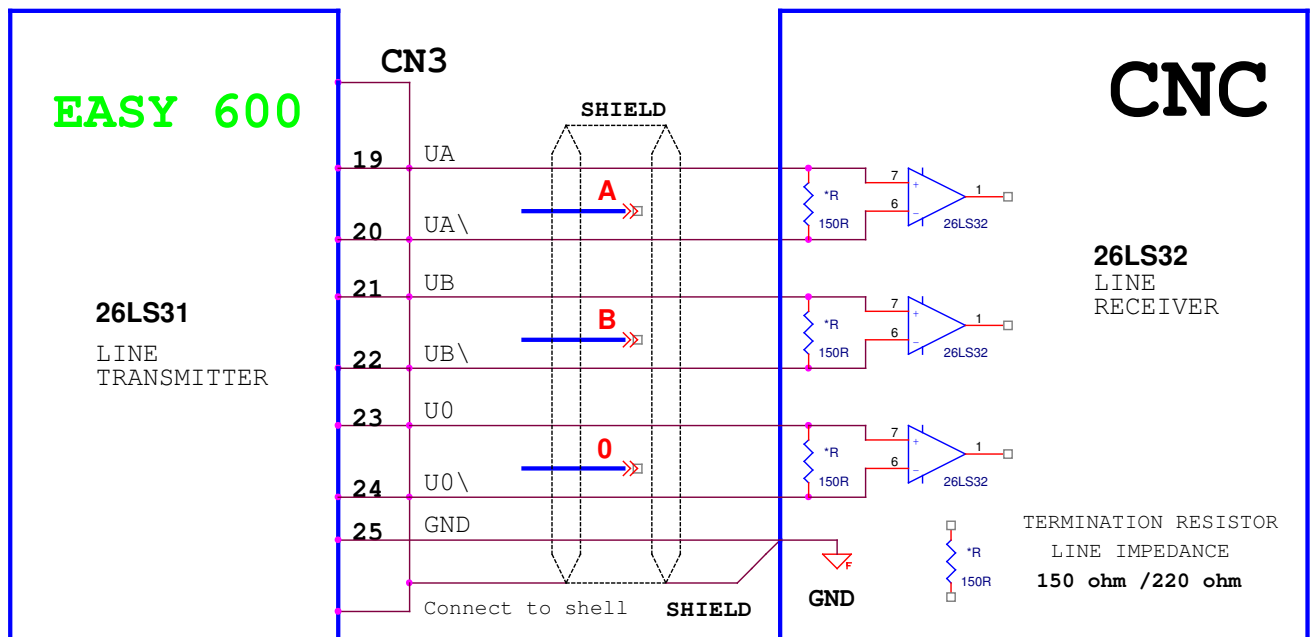 CN3
EASY 600
CNC
SHIELD
19 UA
A
7
6
1
*R
150R
26LS32
20 UA\
21 UB
26LS31
LINE
TRANSMITTER
B
7
6
1
*R
150R
26LS32
26LS32
LINE
RECEIVER
22 UB\
23 U0
0
7
6
1
*R
150R
26LS32
24 U0\
25 GND
F
GND
Connect to shell
SHIELD
*R
150R
TERMINATION RESISTOR
LINE IMPEDANCE
150 ohm /220 ohm